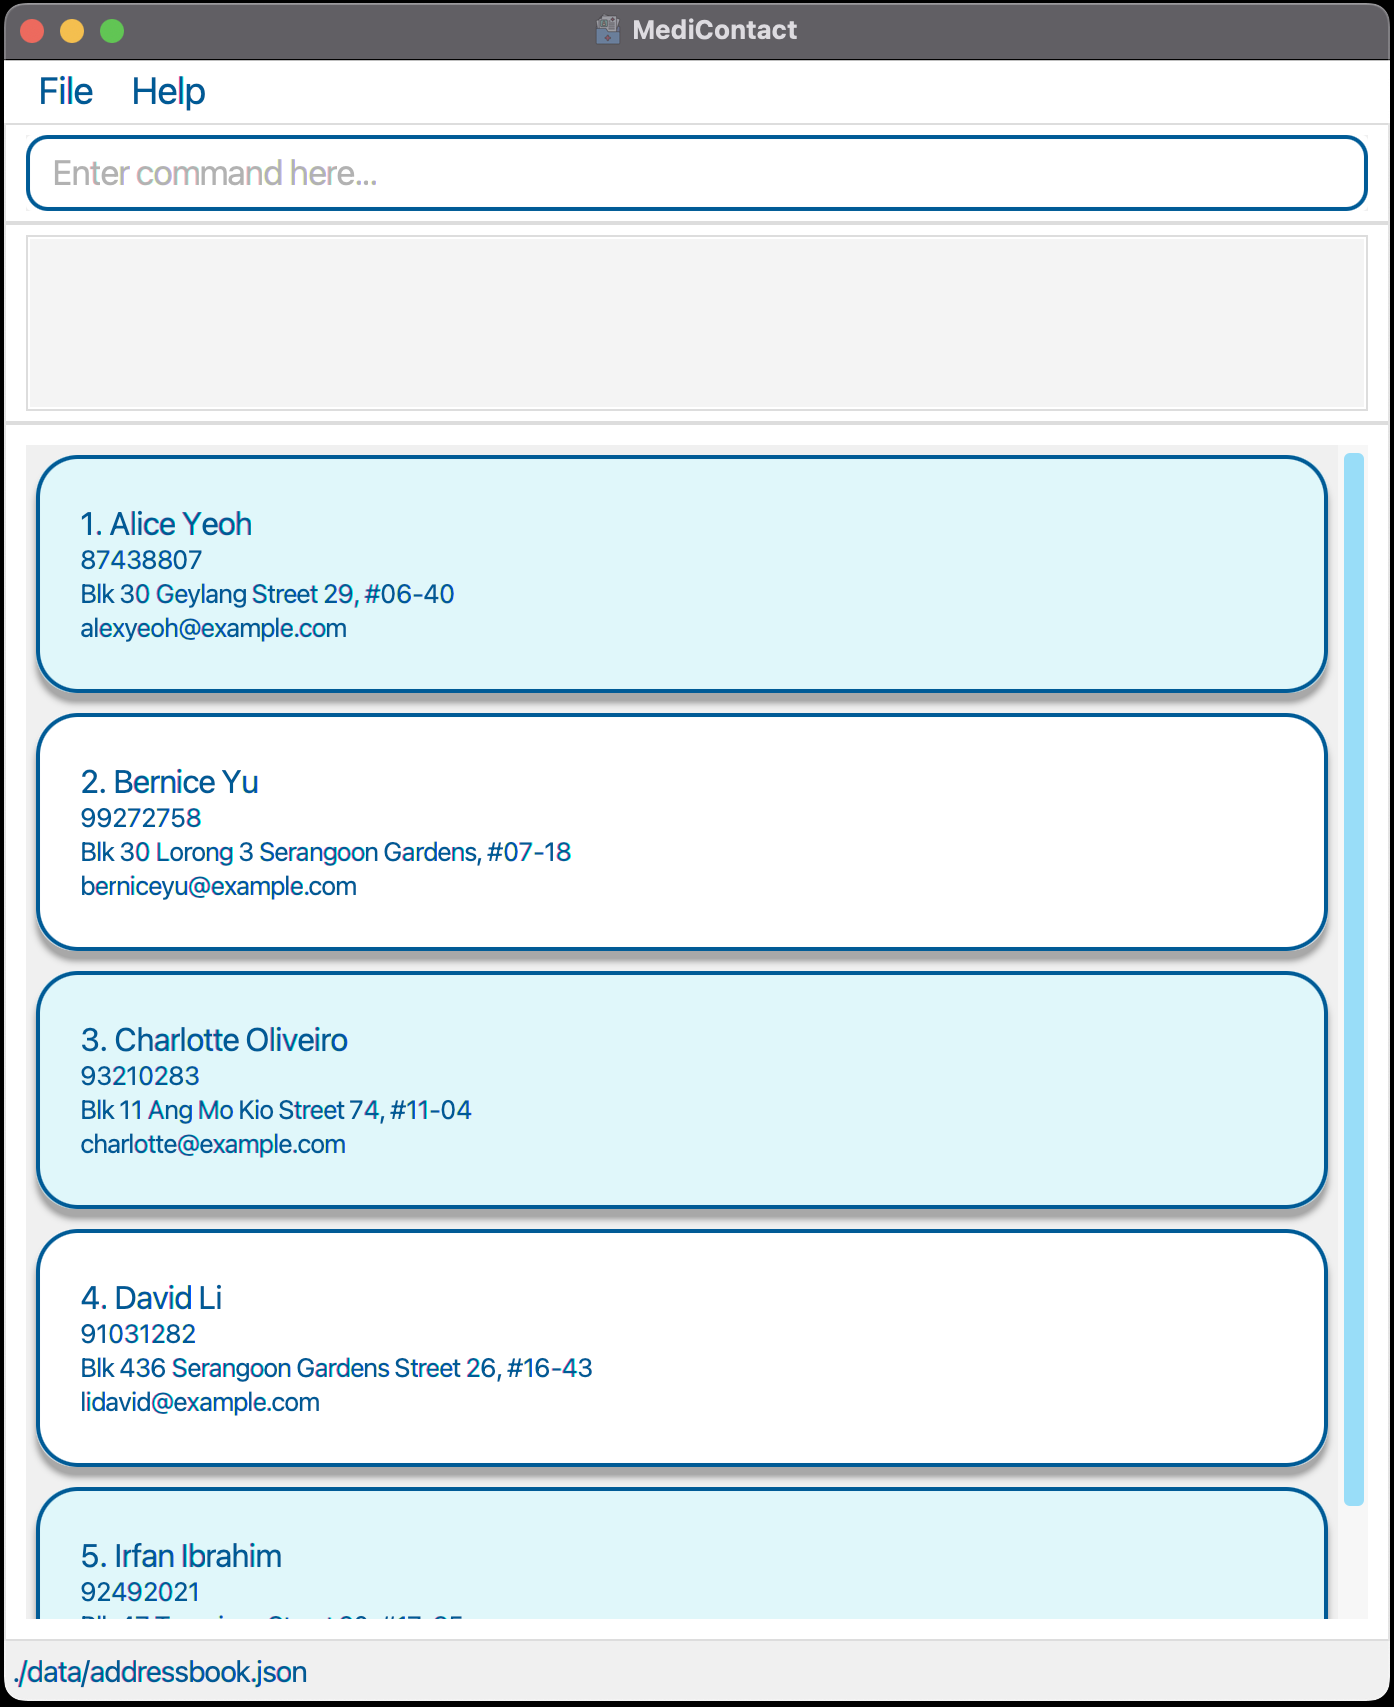 MediContact
File Help
Enter command here...
1. Alice Yeoh
87438807
Blk 30 Geylang Street 29, #06-40
alexyeoh@example.com
2. Bernice Yu
99272758
Blk 30 Lorong 3 Serangoon Gardens, #07-18
berniceyu@example.com
3. Charlotte Oliveiro
93210283
Blk 11 Ang Mo Kio Street 74, #11-04
charlotte@example.com
4. David Li
91031282
Blk 436 Serangoon Gardens Street 26, #16-43
lidavid@example.com
5. Irfan Ibrahim
92492021
./data/addressbook.json